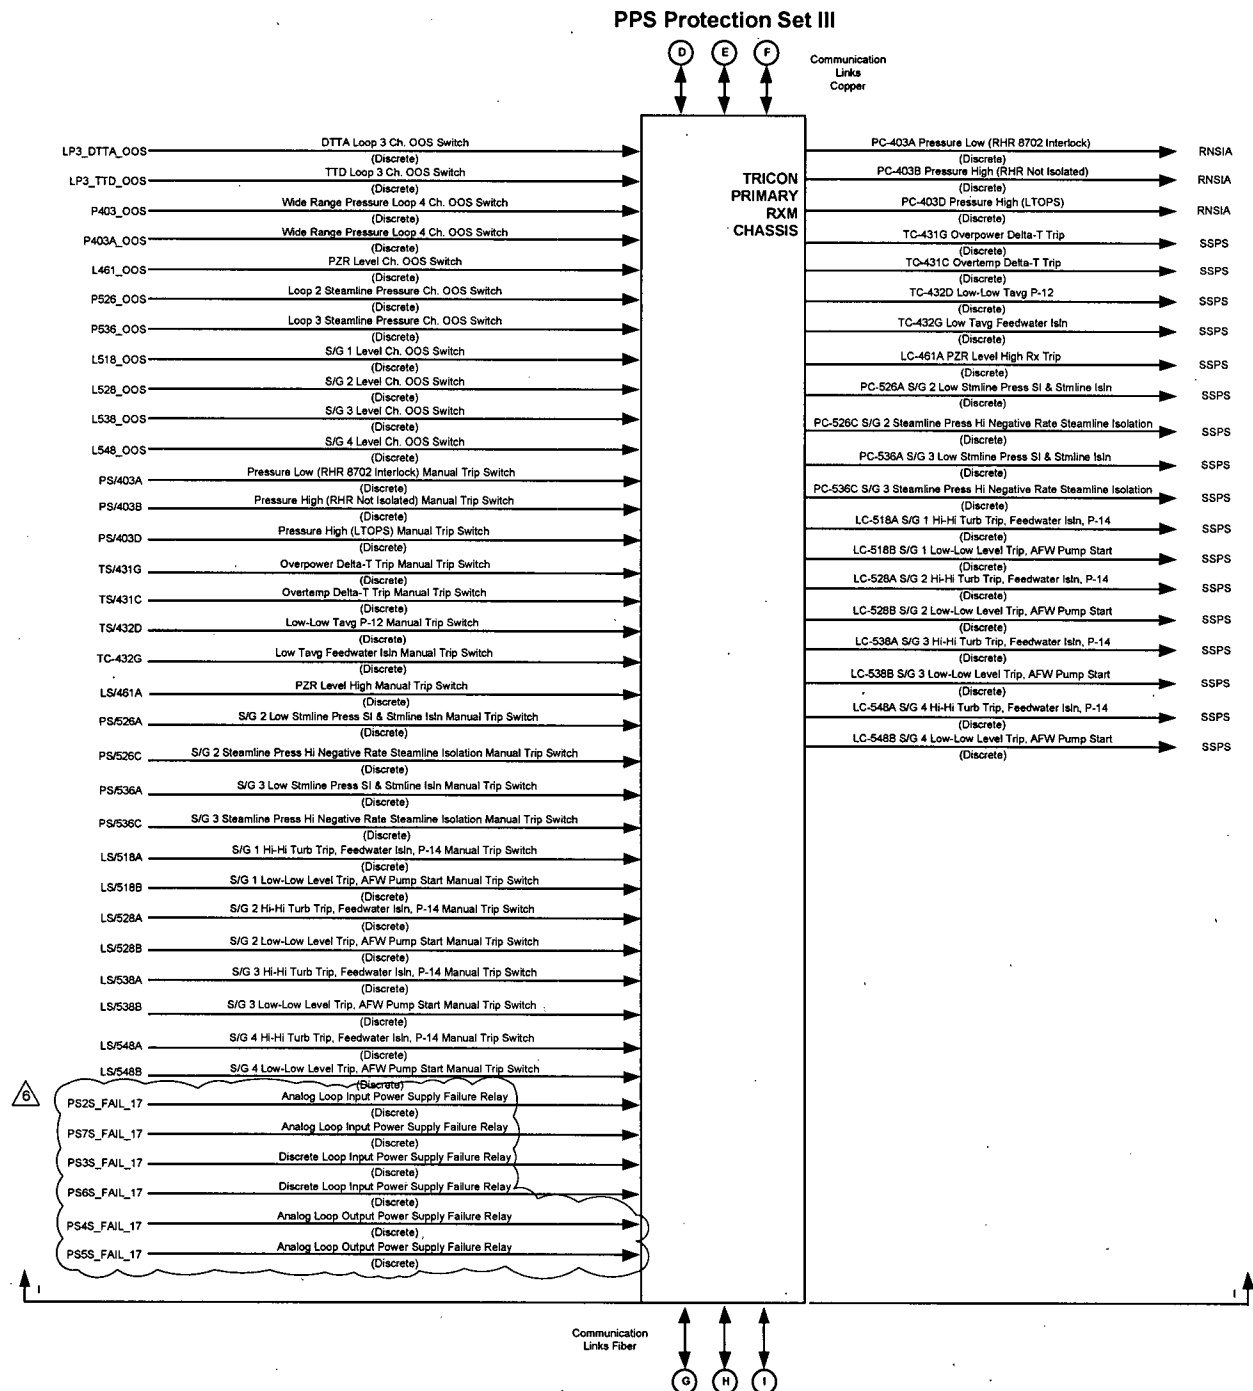 PPS Protection Set III
D E F
Communication
Links
Copper
TRICON
PRIMARY
RXM
CHASSIS
LP3_DTTA_OOS DTTA Loop 3 Ch. OOS Switch
(Discrete)
LP3_TTD_OOS TTD Loop 3 Ch. OOS Switch
(Discrete)
P403_OOS Wide Range Pressure Loop 4 Ch. OOS Switch
(Discrete)
P403A_OOS Wide Range Pressure Loop 4 Ch. OOS Switch
(Discrete)
L461_OOS PZR Level Ch. OOS Switch
(Discrete)
P526_OOS Loop 2 Steamline Pressure Ch. OOS Switch
(Discrete)
P536_OOS Loop 3 Steamline Pressure Ch. OOS Switch
(Discrete)
L518_OOS S/G 1 Level Ch. OOS Switch
(Discrete)
L528_OOS S/G 2 Level Ch. OOS Switch
(Discrete)
L538_OOS S/G 3 Level Ch. OOS Switch
(Discrete)
L548_OOS S/G 4 Level Ch. OOS Switch
(Discrete)
PS/403A Pressure Low (RHR 8702 Interlock) Manual Trip Switch
(Discrete)
PS/403B Pressure High (RHR Not Isolated) Manual Trip Switch
(Discrete)
PS/403D Pressure High (LTOPS) Manual Trip Switch
(Discrete)
TS/431G Overpower Delta-T Trip Manual Trip Switch
(Discrete)
TS/431C Overtemp Delta-T Trip Manual Trip Switch
(Discrete)
TS/432D Low-Low Tavg P-12 Manual Trip Switch
(Discrete)
TC-432G Low Tavg Feedwater Isln Manual Trip Switch
(Discrete)
LS/461A PZR Level High Manual Trip Switch
(Discrete)
PS/526A S/G 2 Low Stmline Press SI & Stmline Isln Manual Trip Switch
(Discrete)
PS/526C S/G 2 Steamline Press Hi Negative Rate Steamline Isolation Manual Trip Switch
(Discrete)
PS/536A S/G 3 Low Stmline Press SI & Stmline Isln Manual Trip Switch
(Discrete)
PS/536C S/G 3 Steamline Press Hi Negative Rate Steamline Isolation Manual Trip Switch
(Discrete)
LS/518A S/G 1 Hi-Hi Turb Trip, Feedwater Isln, P-14 Manual Trip Switch
(Discrete)
LS/518B S/G 1 Low-Low Level Trip, AFW Pump Start Manual Trip Switch
(Discrete)
LS/528A S/G 2 Hi-Hi Turb Trip, Feedwater Isln, P-14 Manual Trip Switch
(Discrete)
LS/528B S/G 2 Low-Low Level Trip, AFW Pump Start Manual Trip Switch
(Discrete)
LS/538A S/G 3 Hi-Hi Turb Trip, Feedwater Isln, P-14 Manual Trip Switch
(Discrete)
LS/538B S/G 3 Low-Low Level Trip, AFW Pump Start Manual Trip Switch
(Discrete)
LS/548A S/G 4 Hi-Hi Turb Trip, Feedwater Isln, P-14 Manual Trip Switch
(Discrete)
LS/548B S/G 4 Low-Low Level Trip, AFW Pump Start Manual Trip Switch
(Discrete)
6
PS2S_FAIL_17 Analog Loop Input Power Supply Failure Relay
(Discrete)
PS7S_FAIL_17 Analog Loop Input Power Supply Failure Relay
(Discrete)
PS3S_FAIL_17 Discrete Loop Input Power Supply Failure Relay
(Discrete)
PS6S_FAIL_17 Discrete Loop Input Power Supply Failure Relay
(Discrete)
PS4S_FAIL_17 Analog Loop Output Power Supply Failure Relay
(Discrete)
PS5S_FAIL_17 Analog Loop Output Power Supply Failure Relay
(Discrete)
PC-403A Pressure Low (RHR 8702 Interlock) RNSIA
(Discrete)
PC-403B Pressure High (RHR Not Isolated) RNSIA
(Discrete)
PC-403D Pressure High (LTOPS) RNSIA
(Discrete)
TC-431G Overpower Delta-T Trip SSPS
(Discrete)
TC-431C Overtemp Delta-T Trip SSPS
(Discrete)
TC-432D Low-Low Tavg P-12 SSPS
(Discrete)
TC-432G Low Tavg Feedwater Isln SSPS
(Discrete)
LC-461A PZR Level High Rx Trip SSPS
(Discrete)
PC-526A S/G 2 Low Stmline Press SI & Stmline Isln SSPS
(Discrete)
PC-526C S/G 2 Steamline Press Hi Negative Rate Steamline Isolation SSPS
(Discrete)
PC-536A S/G 3 Low Stmline Press SI & Stmline Isln SSPS
(Discrete)
PC-536C S/G 3 Steamline Press Hi Negative Rate Steamline Isolation SSPS
(Discrete)
LC-518A S/G 1 Hi-Hi Turb Trip, Feedwater Isln, P-14 SSPS
(Discrete)
LC-518B S/G 1 Low-Low Level Trip, AFW Pump Start SSPS
(Discrete)
LC-528A S/G 2 Hi-Hi Turb Trip, Feedwater Isln, P-14 SSPS
(Discrete)
LC-528B S/G 2 Low-Low Level Trip, AFW Pump Start SSPS
(Discrete)
LC-538A S/G 3 Hi-Hi Turb Trip, Feedwater Isln, P-14 SSPS
(Discrete)
LC-538B S/G 3 Low-Low Level Trip, AFW Pump Start SSPS
(Discrete)
LC-548A S/G 4 Hi-Hi Turb Trip, Feedwater Isln, P-14 SSPS
(Discrete)
LC-548B S/G 4 Low-Low Level Trip, AFW Pump Start SSPS
(Discrete)
I I
Communication
Links Fiber
G H I